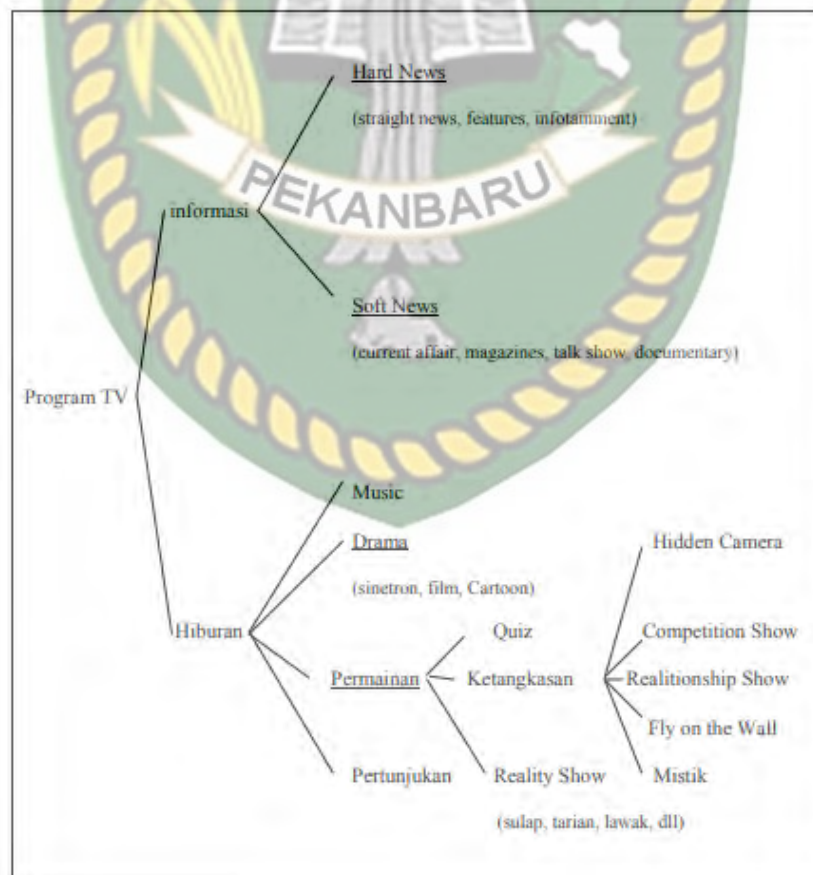 Hard News
(straight news, features, infotainment)
PEKANBARU
informasi
Soft News
(current affair, magazines, talk show, documentary)
Program TV
Music
Drama
Hidden Camera
(sinetron, film, Cartoon)
Hiburan
Quiz
Competition Show
Permainan
Ketangkasan
Realitionship Show
Fly on the Wall
Pertunjukan
Reality Show
Mistik
(sulap, tarian, lawak, dll)